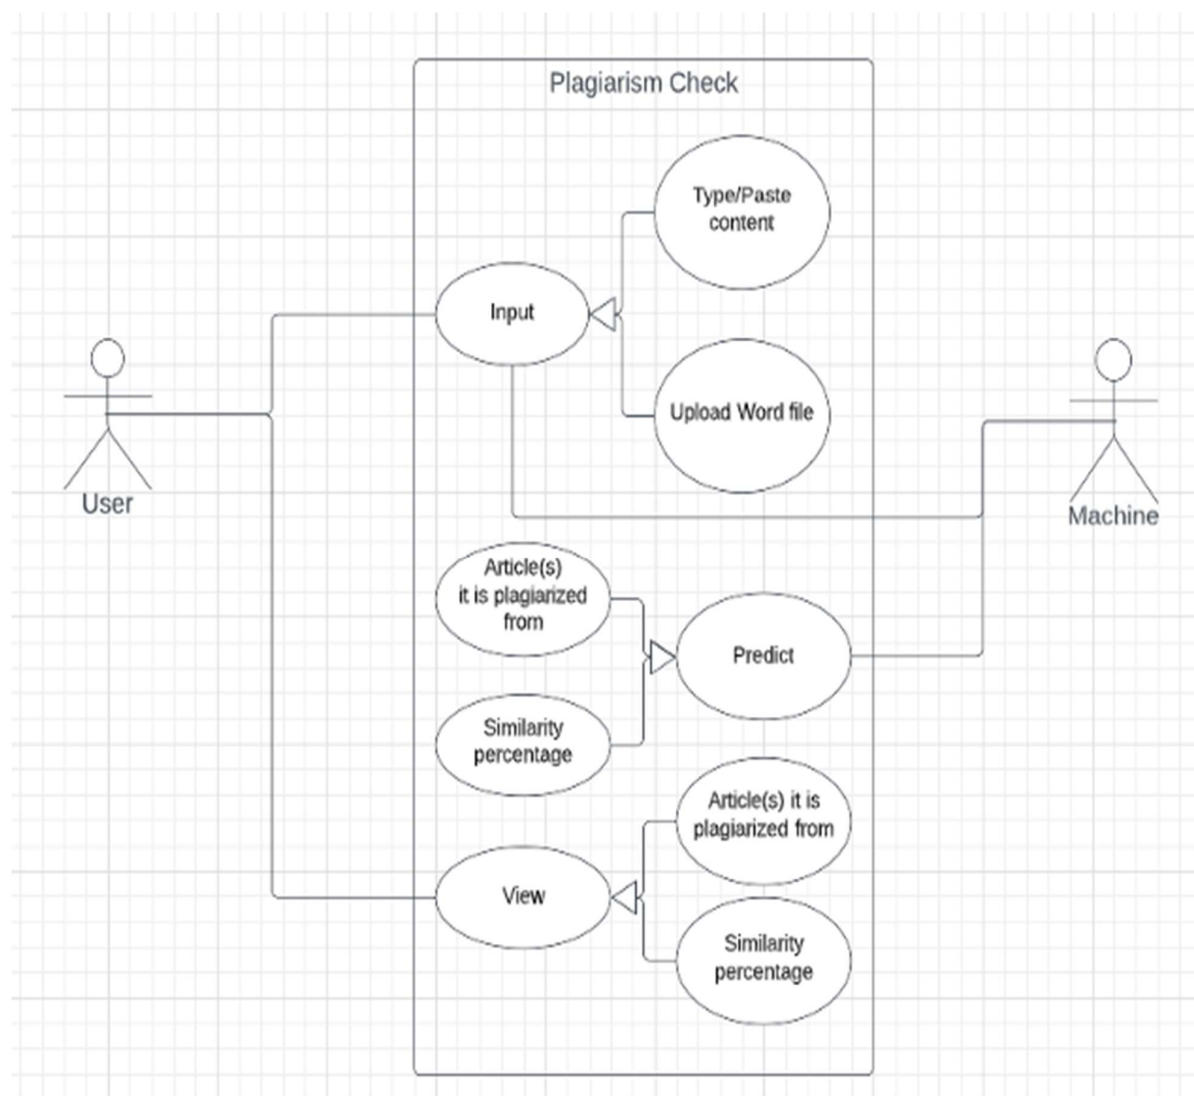 Plagiarism Check
Type/Paste
content
Input
Upload Word file
User
Machine
Article(s)
it is plagiarized
from
Predict
Similarity
percentage
Article(s) it is
plagiarized from
View
Similarity
percentage